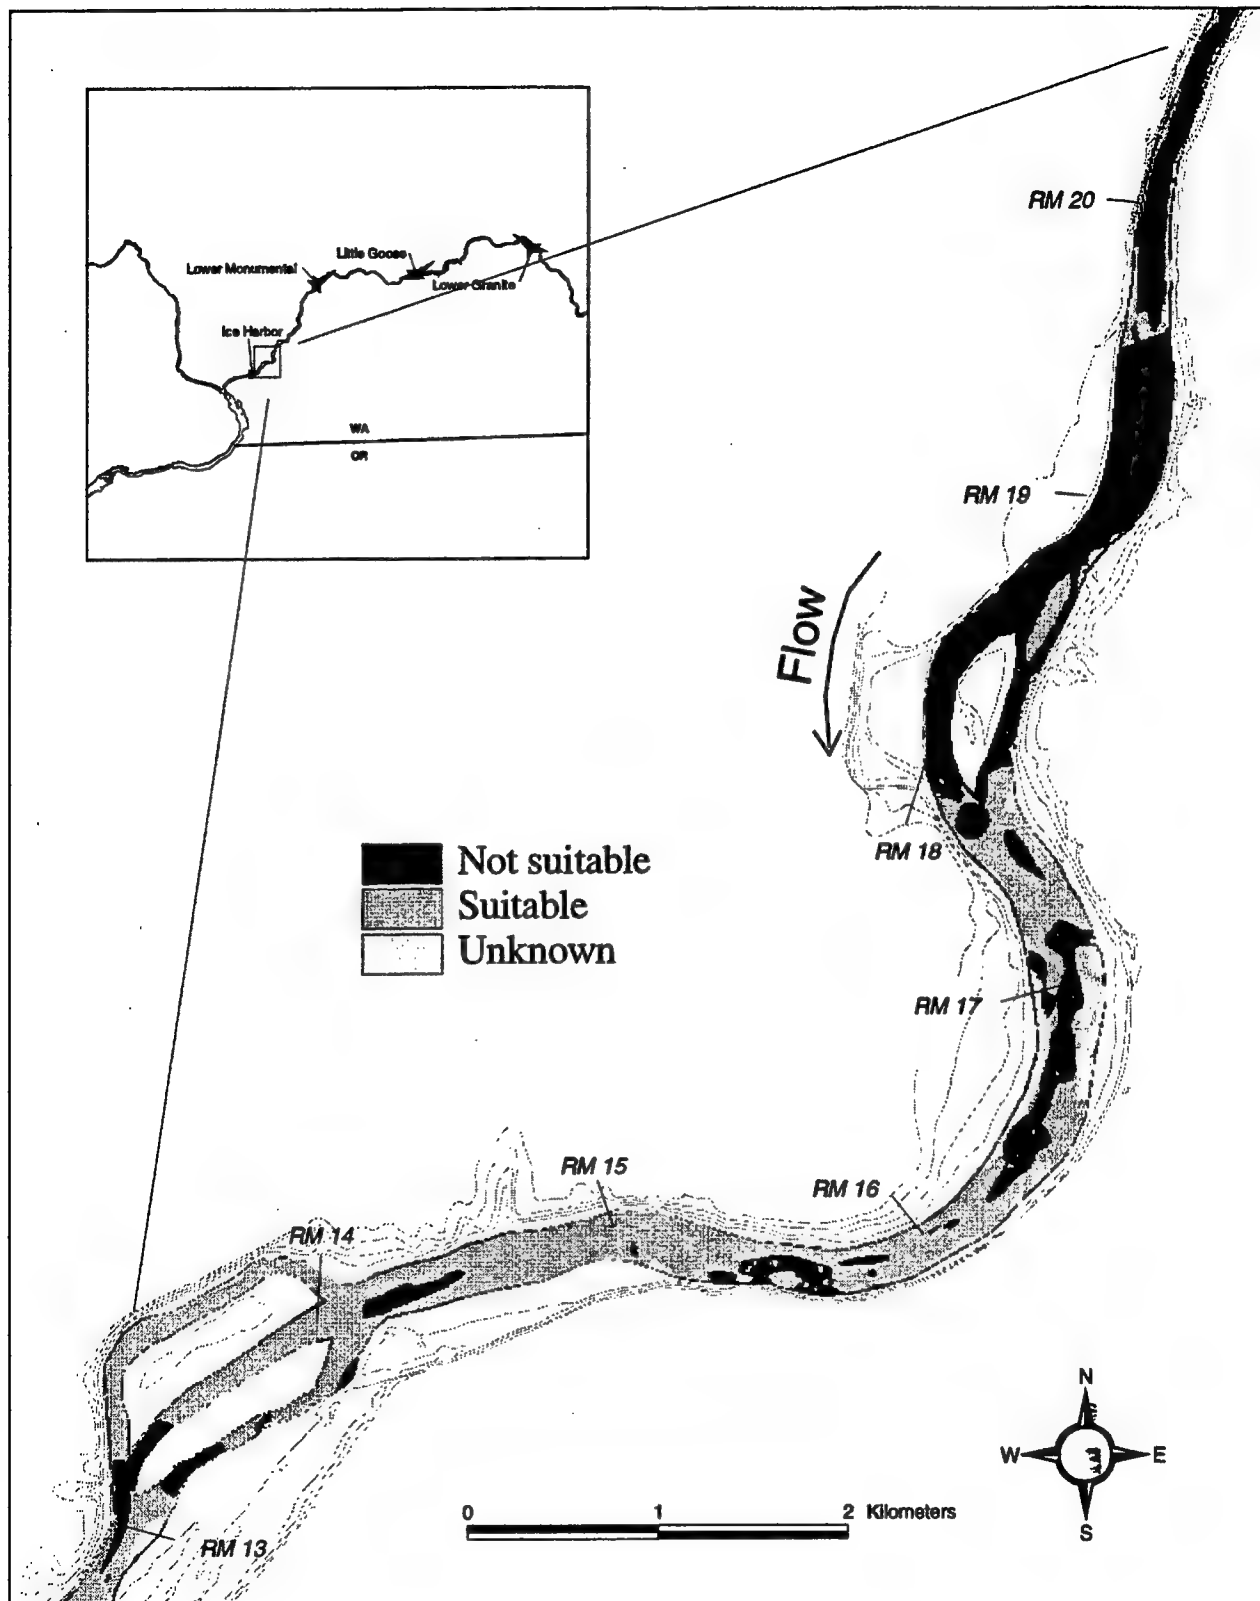 RM 20
Little Goose
Lower Monumental
Lower Granite
Ice Harbor
WA
OR
RM 19
Flow
RM 18
Not suitable
Suitable
Unknown
RM 17
RM 15
RM 16
RM 14
N
W
E
S
0 1 2 Kilometers
RM 13